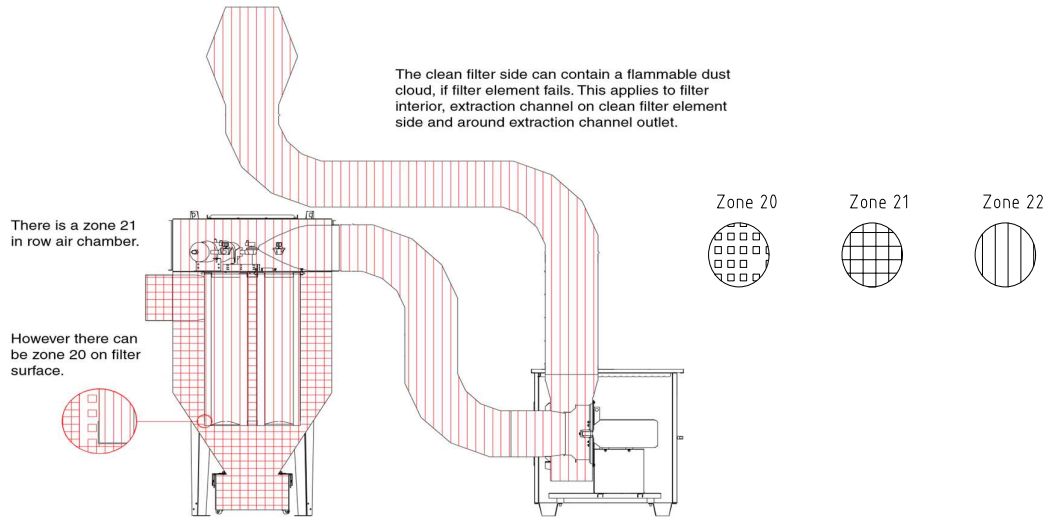 The clean filter side can contain a flammable dust
cloud, if filter element fails. This applies to filter
interior, extraction channel on clean filter element
side and around extraction channel outlet.
Zone 20
Zone 21
Zone 22
There is a zone 21
in row air chamber.
However there can
be zone 20 on filter
surface.